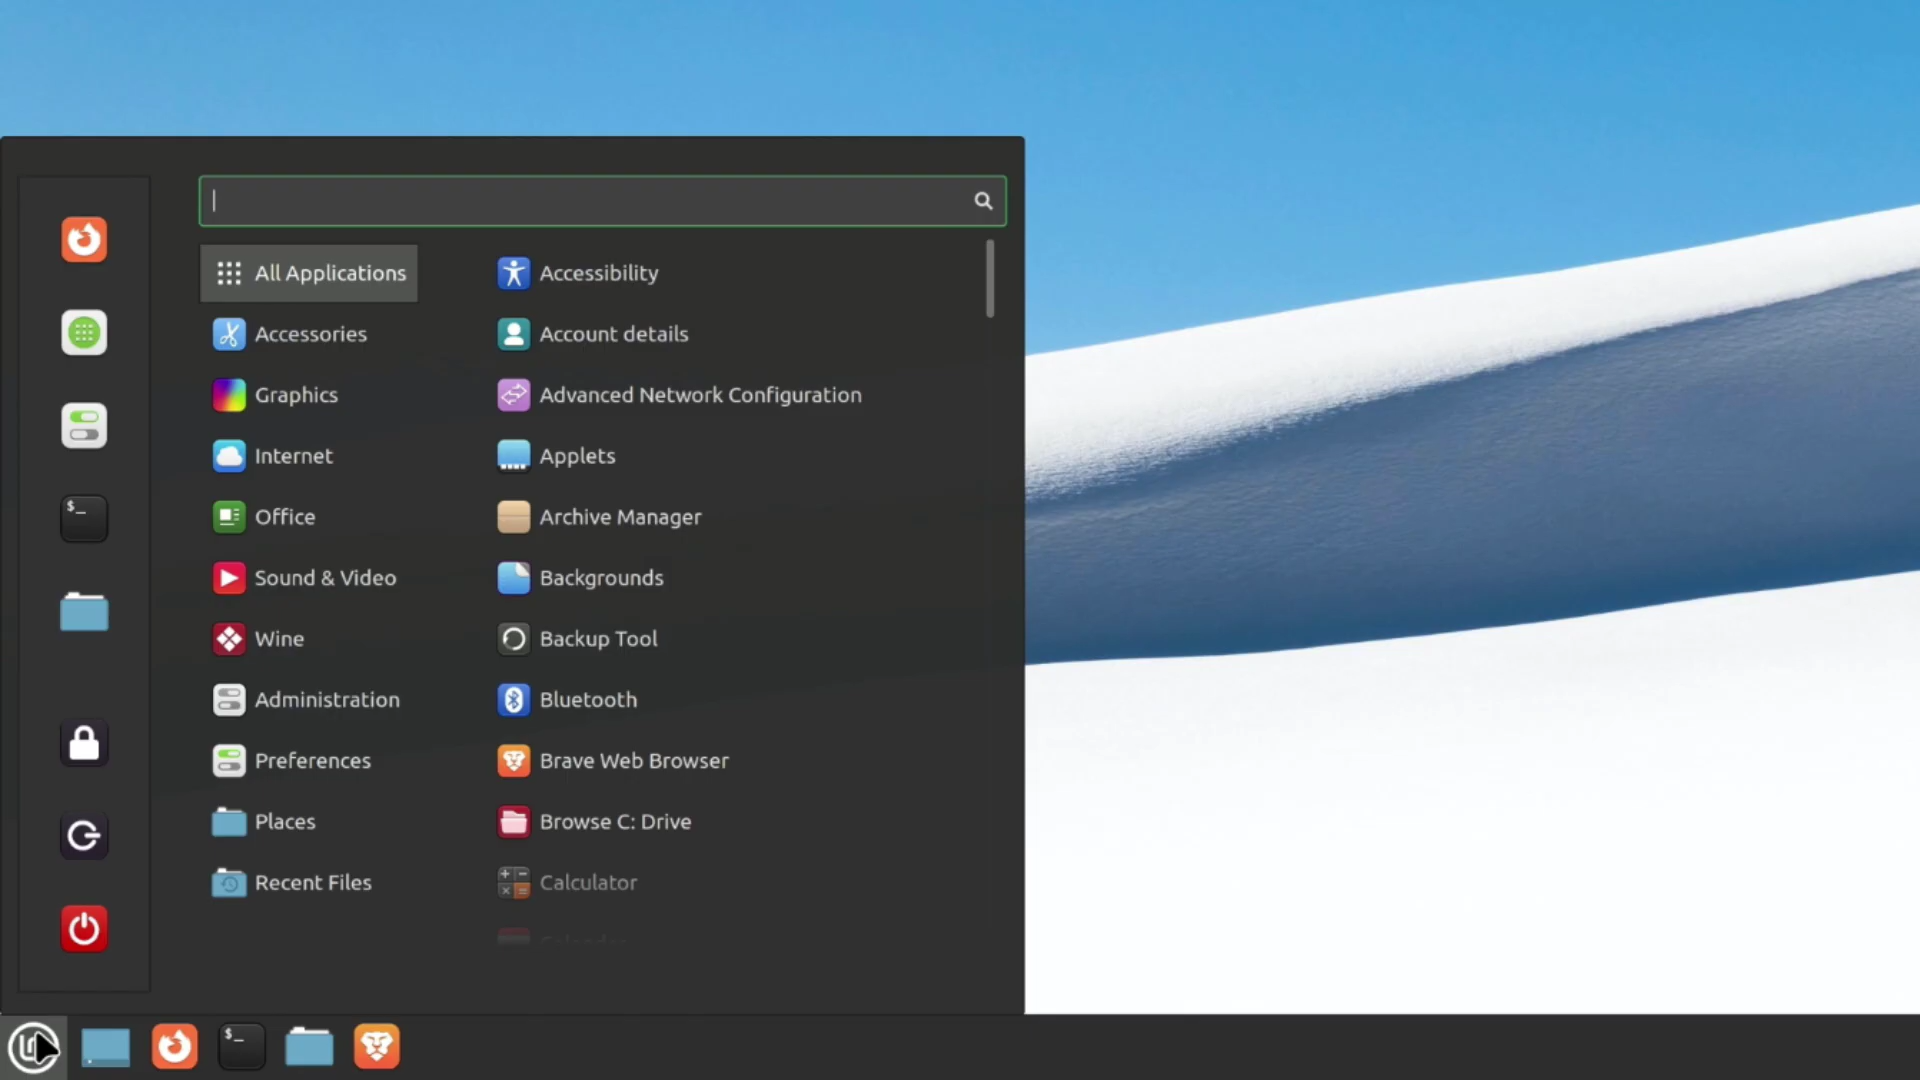 $_
All Applications
Accessories
Graphics
Internet
Office
Sound & Video
Wine
Administration
Preferences
Places
Recent Files
Accessibility
Account details
Advanced Network Configuration
Applets
Archive Manager
Backgrounds
Backup Tool
Bluetooth
Brave Web Browser
Browse C: Drive
Calculator
$_